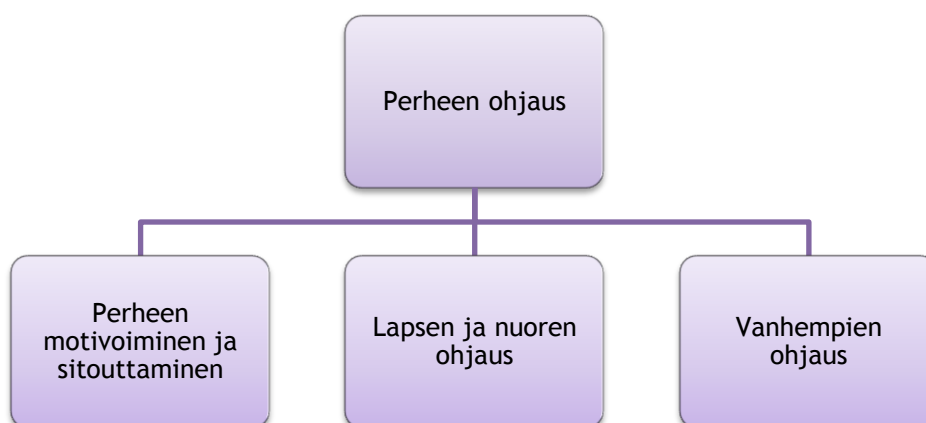 Perheen ohjaus
Perheen
motivoiminen ja
sitouttaminen
Lapsen ja nuoren
ohjaus
Vanhempien
ohjaus